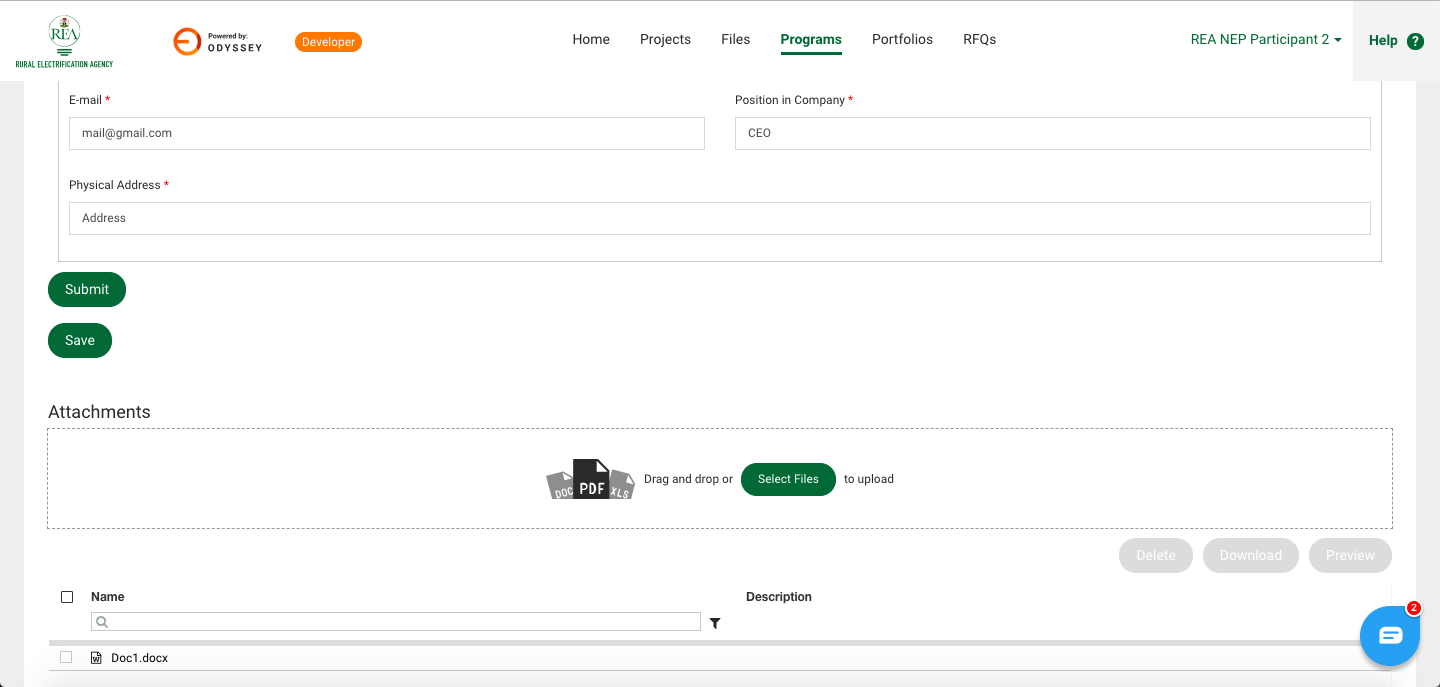 REA
RURAL ELECTRIFICATION AGENCY
Powered by:
ODYSSEY
Developer
Home
Projects
Files
Programs
Portfolios
RFQs
REA NEP Participant 2
Help ?
E-mail *
Position in Company *
mail@gmail.com
CEO
Physical Address *
Address
Submit
Save
Attachments
DOC PDF XLS
Drag and drop or Select Files to upload
Delete
Download
Preview
Name
Description
2
W Doc1.docx